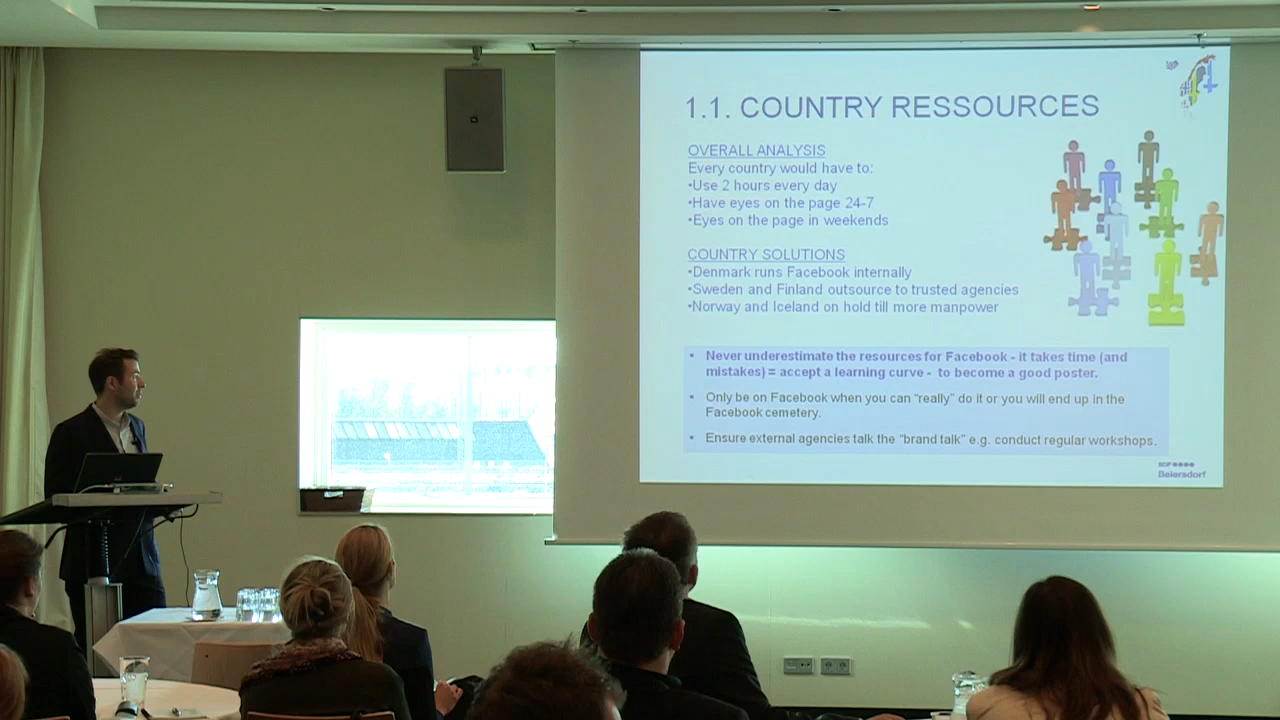 1.1. COUNTRY RESSOURCES
OVERALL ANALYSIS
Every country would have to:
•Use 2 hours every day
•Have eyes on the page 24-7
•Eyes on the page in weekends
COUNTRY SOLUTIONS
•Denmark runs Facebook internally
•Sweden and Finland outsource to trusted agencies
•Norway and Iceland on hold till more manpower
• Never underestimate the resources for Facebook - it takes time (and
mistakes) = accept a learning curve - to become a good poster.
• Only be on Facebook when you can "really" do it or you will end up in the
Facebook cemetery.
• Ensure external agencies talk the "brand talk" e.g. conduct regular workshops.
BDF
Beiersdorf